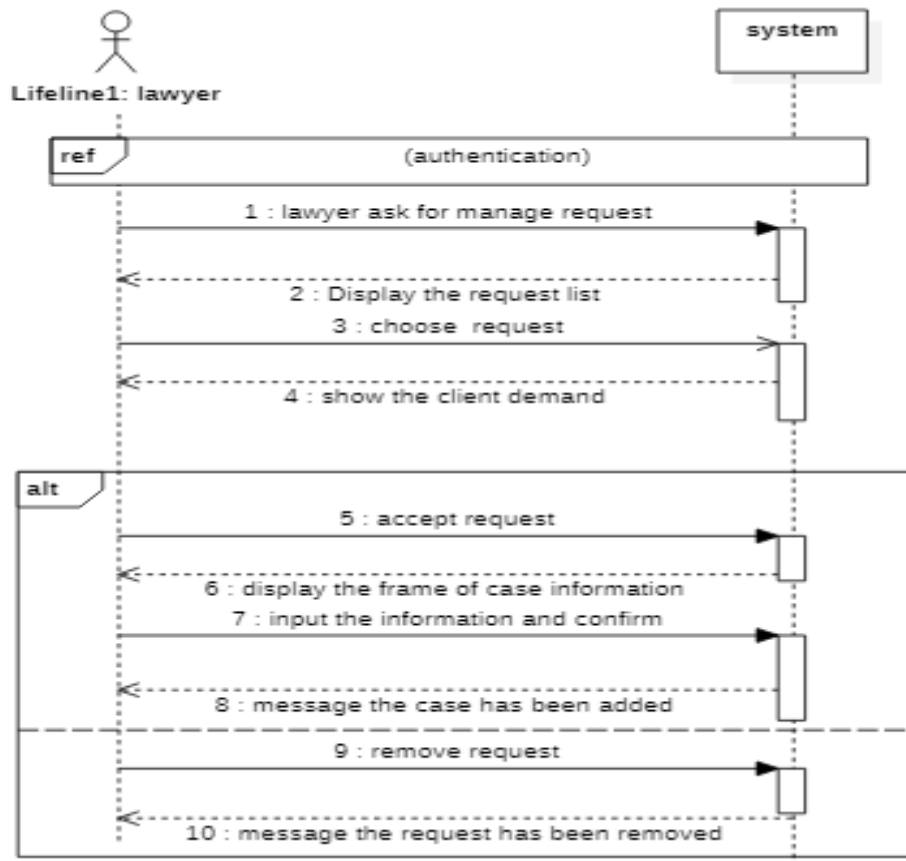 system
Lifeline1: lawyer
ref
(authentication)
1 : lawyer ask for manage request
2 : Display the request list
3 : choose request
4 : show the client demand
alt
5 : accept request
6 : display the frame of case information
7 : input the information and confirm
8 : message the case has been added
9 : remove request
10 : message the request has been removed